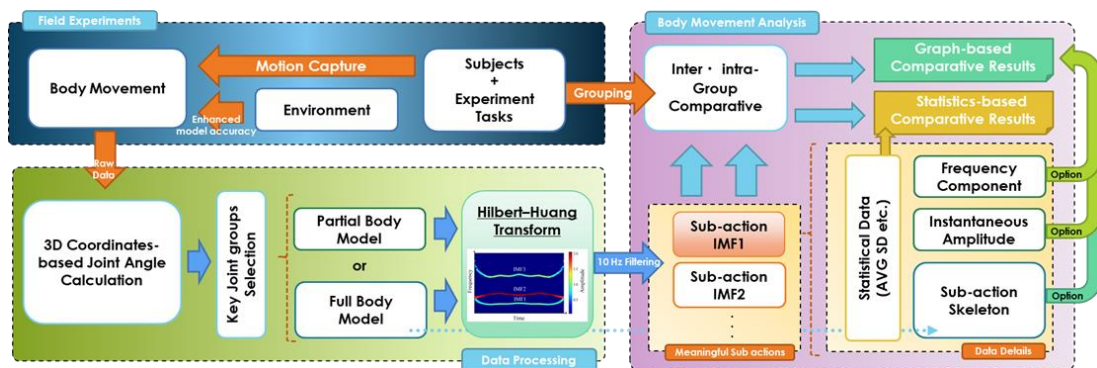 Field Experiments
Body Movement
Motion Capture
Environment
Enhanced
model accuracy
Subjects
+
Experiment
Tasks
Grouping
Raw
Data
Body Movement Analysis
Inter · intra-
Group
Comparative
Graph-based
Comparative Results
Statistics-based
Comparative Results
3D Coordinates-
based Joint Angle
Calculation
Key Joint groups
Selection
Partial Body
Model
or
Full Body
Model
Hilbert–Huang
Transform
Frequency
IMF3
IMF2
IMF1
Time
Amplitude
10 Hz Filtering
Data Processing
Sub-action
IMF1
Sub-action
IMF2
Meaningful Sub actions
Statistical Data
(AVG SD etc.)
Frequency
Component
Instantaneous
Amplitude
Sub-action
Skeleton
Option
Option
Option
Data Details